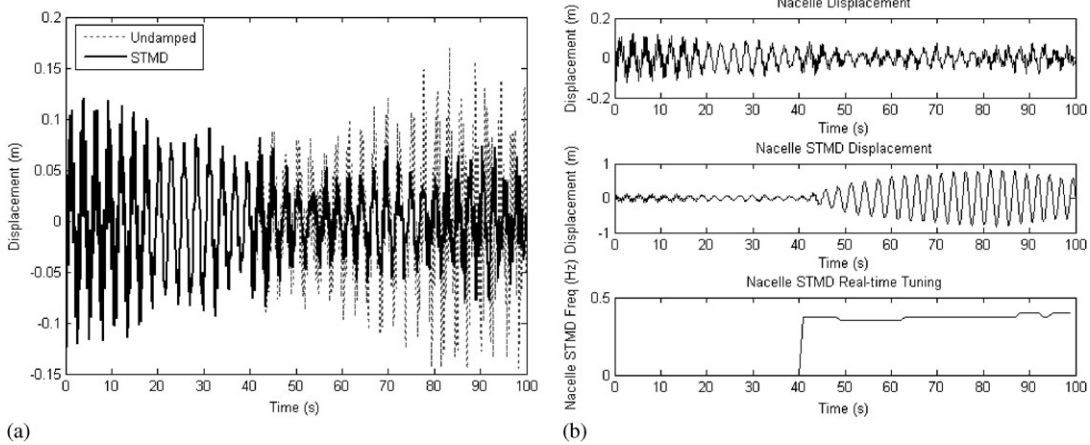 0.2
0.15
0.1
0.05
0
-0.05
-0.1
-0.15
Displacement (m)
Undamped
STMD
0 10 20 30 40 50 60 70 80 90 100
Time (s)
(a)
Nacelle Displacement
0.2
0
-0.2
Displacement (m)
0 10 20 30 40 50 60 70 80 90 100
Time (s)
Nacelle STMD Displacement
1
0
-1
Displacement (m)
0 10 20 30 40 50 60 70 80 90 100
Time (s)
Nacelle STMD Real-time Tuning
0.5
0
Nacelle STMD Freq (Hz)
0 10 20 30 40 50 60 70 80 90 100
Time (s)
(b)